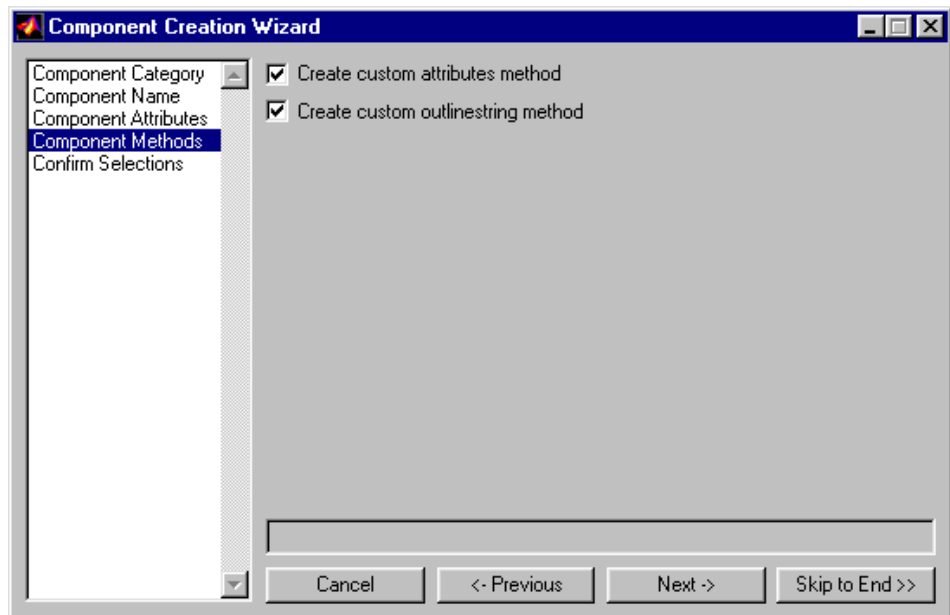 Component Creation Wizard
Component Category
Component Name
Component Attributes
Component Methods
Confirm Selections
Create custom attributes method
Create custom outlinestring method
Cancel
<- Previous
Next ->
Skip to End >>